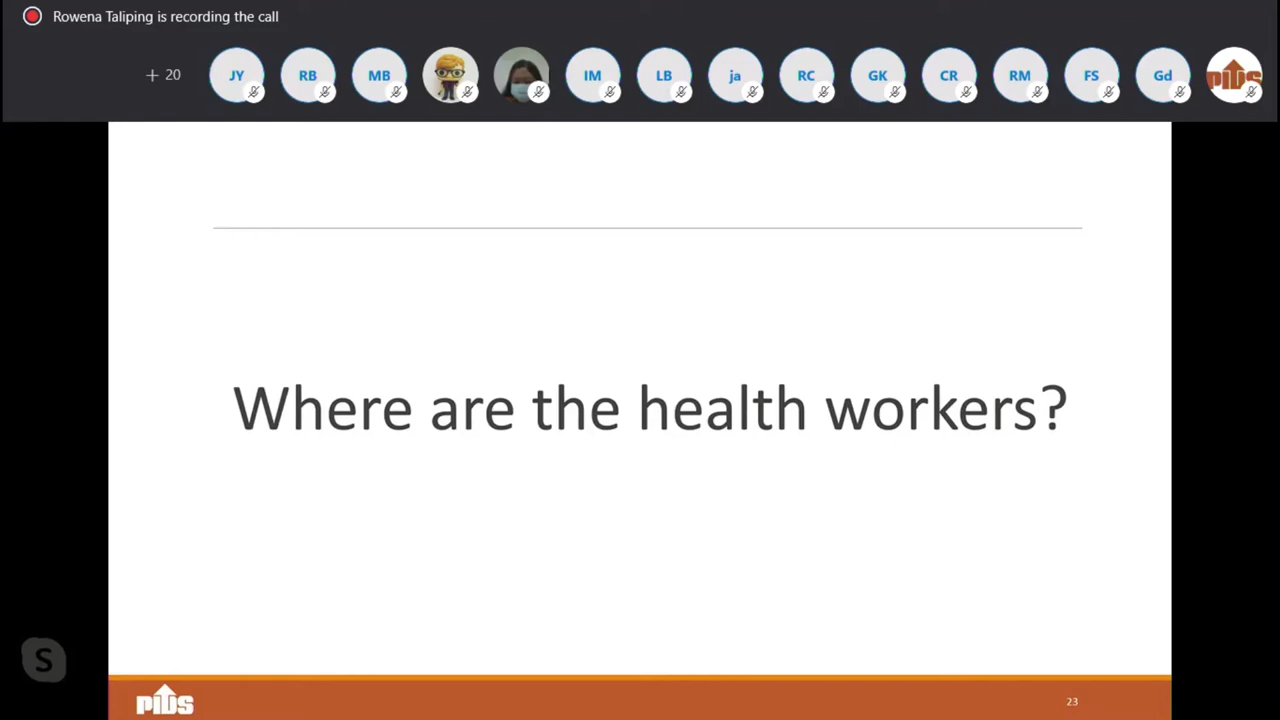 Rowena Taliping is recording the call
+ 20
JY
RB
MB
IM
LB
ja
RC
GK
CR
RM
FS
Gd
PIDS
Where are the health workers?
S
PIDS
23